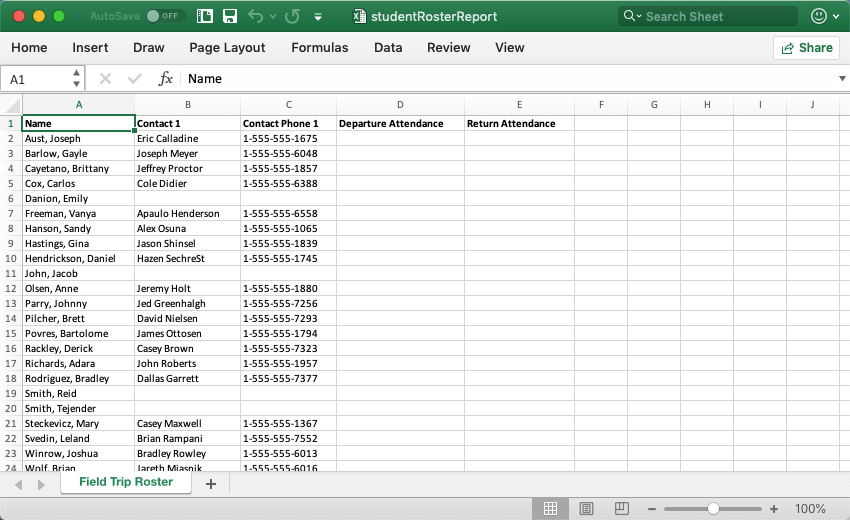 AutoSave OFF studentRosterReport Search Sheet
Home Insert Draw Page Layout Formulas Data Review View Share
A1 fx Name
A B C D E F G H I J
1 Name Contact 1 Contact Phone 1 Departure Attendance Return Attendance
2 Aust, Joseph Eric Calladine 1-555-555-1675
3 Barlow, Gayle Joseph Meyer 1-555-555-6048
4 Cayetano, Brittany Jeffrey Proctor 1-555-555-1857
5 Cox, Carlos Cole Didier 1-555-555-6388
6 Danion, Emily
7 Freeman, Vanya Apaulo Henderson 1-555-555-6558
8 Hanson, Sandy Alex Osuna 1-555-555-1065
9 Hastings, Gina Jason Shinsel 1-555-555-1839
10 Hendrickson, Daniel Hazen SechreSt 1-555-555-1745
11 John, Jacob
12 Olsen, Anne Jeremy Holt 1-555-555-1880
13 Parry, Johnny Jed Greenhalgh 1-555-555-7256
14 Pilcher, Brett David Nielsen 1-555-555-7293
15 Povres, Bartolome James Ottosen 1-555-555-1794
16 Rackley, Derick Casey Brown 1-555-555-7323
17 Richards, Adara John Roberts 1-555-555-1957
18 Rodriguez, Bradley Dallas Garrett 1-555-555-7377
19 Smith, Reid
20 Smith, Tejender
21 Steckevicz, Mary Casey Maxwell 1-555-555-1367
22 Svedin, Leland Brian Rampani 1-555-555-7552
23 Winrow, Joshua Bradley Rowley 1-555-555-6013
24 Wolf, Brian Jareth Miasnik 1-555-555-6016
Field Trip Roster +
100%